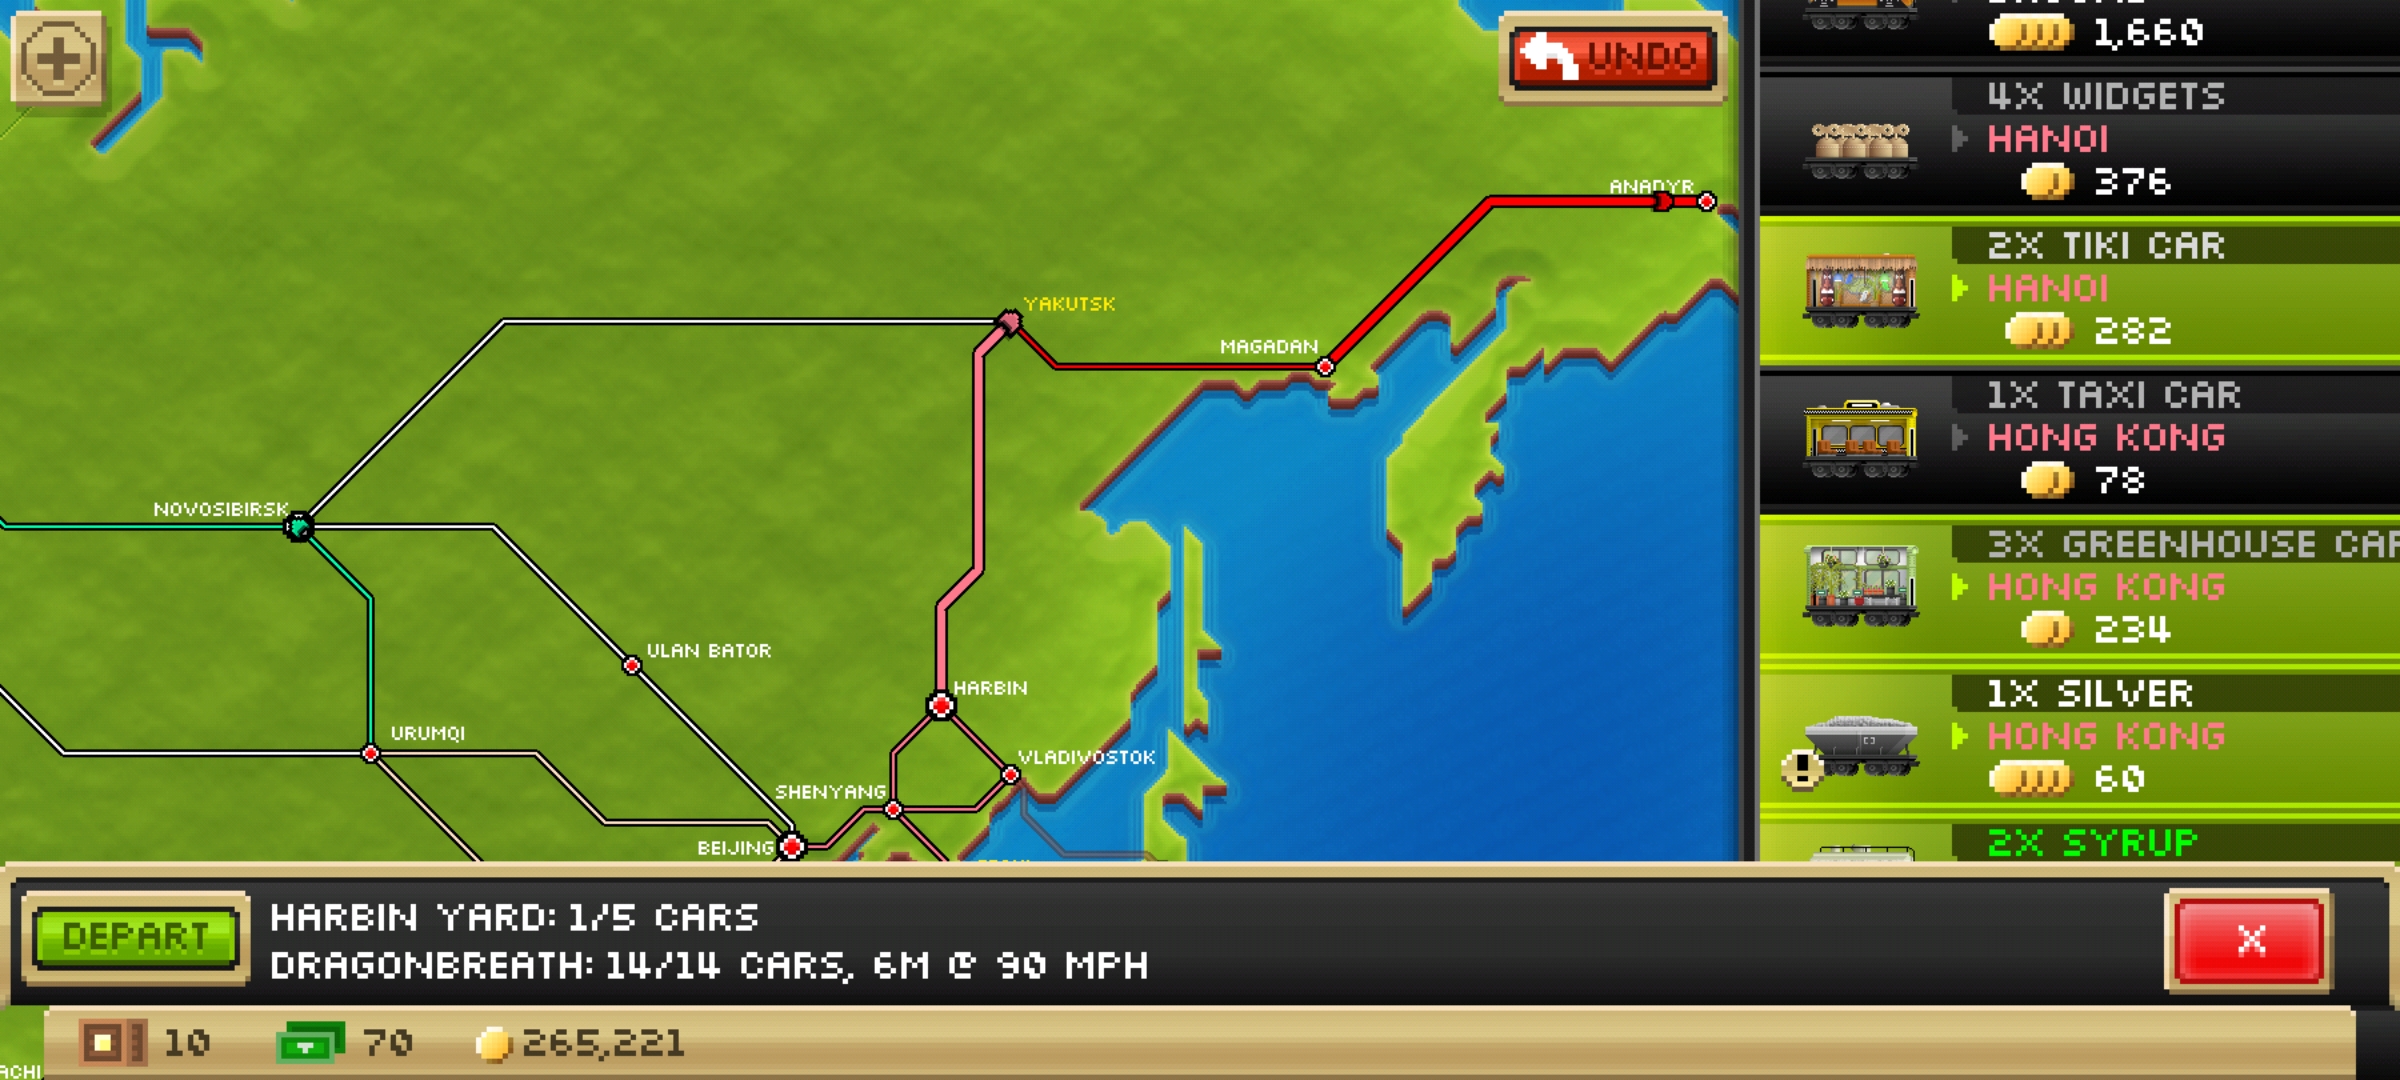 UNDO
1,660
4X WIDGETS
HANOI
376
2X TIKI CAR
HANOI
282
1X TAXI CAR
HONG KONG
78
3X GREENHOUSE CAR
HONG KONG
234
1X SILVER
HONG KONG
60
2X SYRUP
ANADYR
YAKUTSK
MAGADAN
NOVOSIBIRSK
ULAN BATOR
HARBIN
URUMQI
VLADIVOSTOK
SHENYANG
BEIJING
DEPART
HARBIN YARD: 1/5 CARS
DRAGONBREATH: 14/14 CARS, 6M @ 90 MPH
X
10
70
265,221
ACHI